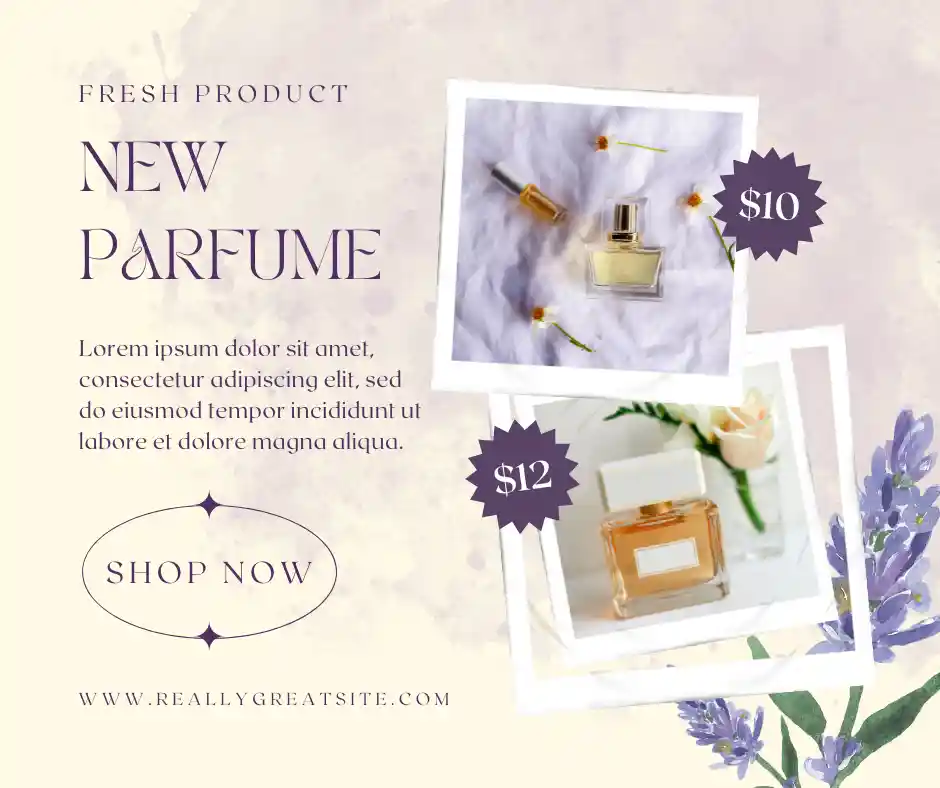 FRESH PRODUCT
NEW
PARFUME
Lorem ipsum dolor sit amet,
consectetur adipiscing elit, sed
do eiusmod tempor incididunt ut
labore et dolore magna aliqua.
SHOP NOW
WWW.REALLYGREATSITE.COM
$10
$12